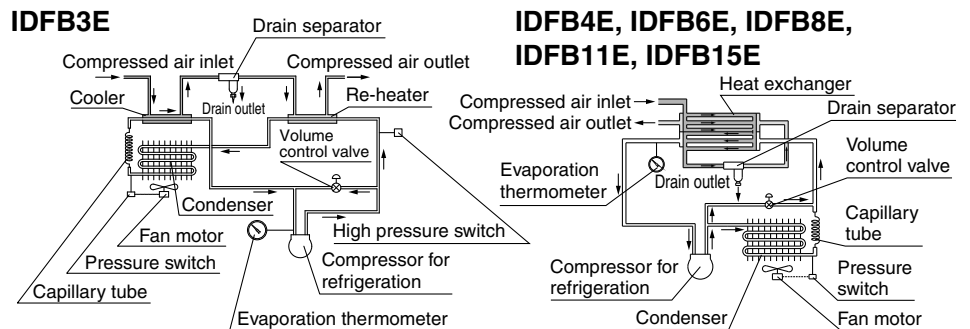 IDFB3E
Drain separator
Compressed air inlet
Compressed air outlet
Cooler
Drain outlet
Re-heater
Volume
control valve
Condenser
Fan motor
High pressure switch
Pressure switch
Compressor for
refrigeration
Capillary tube
Evaporation thermometer
IDFB4E, IDFB6E, IDFB8E,
IDFB11E, IDFB15E
Heat exchanger
Compressed air inlet
Drain separator
Compressed air outlet
Volume
control valve
Evaporation
thermometer
Drain outlet
Capillary
tube
Compressor for
refrigeration
Pressure
switch
Condenser
Fan motor